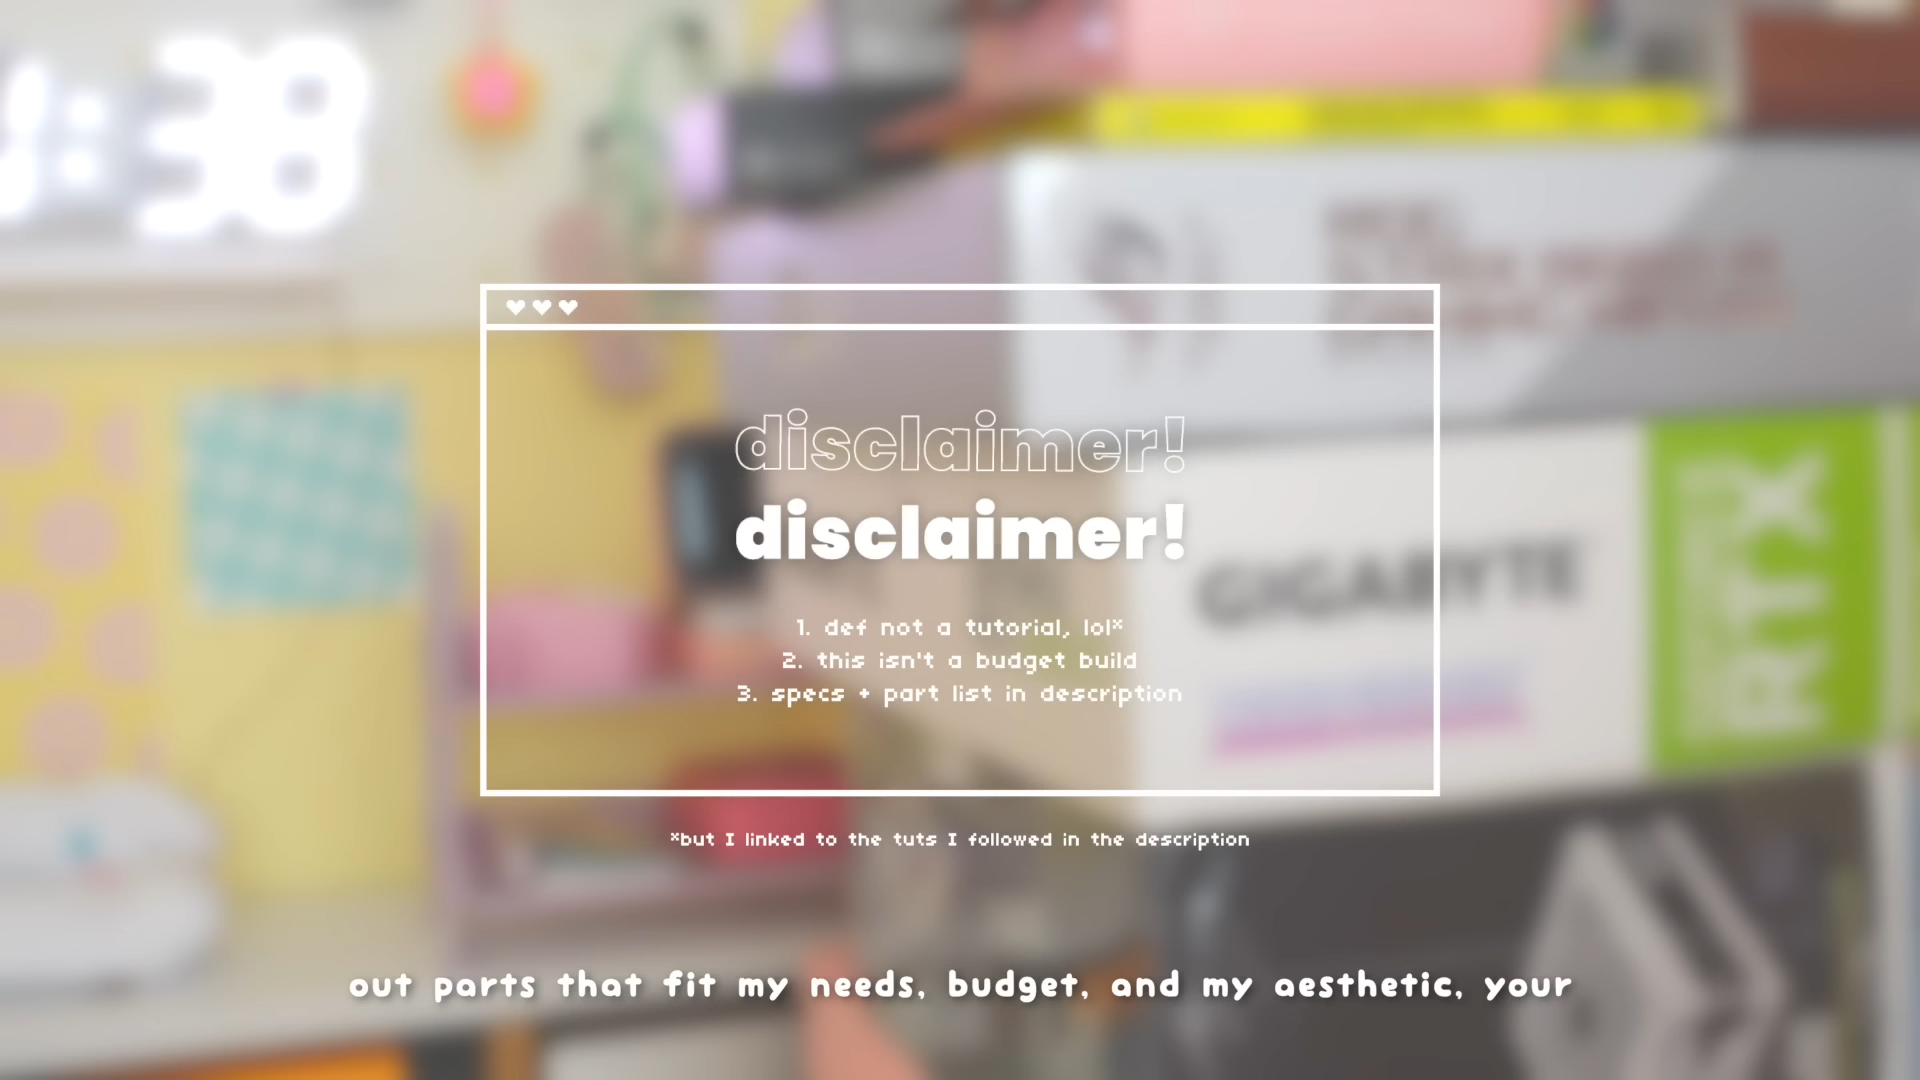 :38
disclaimer!
disclaimer!
1. def not a tutorial, lol*
2. this isn't a budget build
3. specs + part list in description
GIGABYTE
RTX
*but I linked to the tuts I followed in the description
out parts that fit my needs, budget, and my aesthetic, your